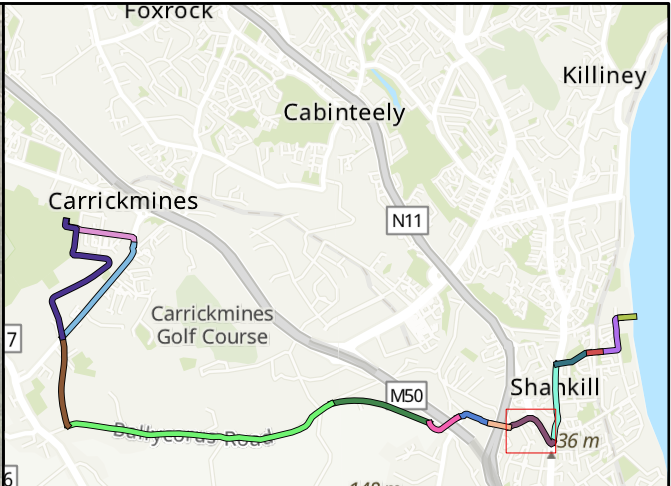 Foxrock
Killiney
Cabinteely
Carrickmines
N11
Carrickmines
Golf Course
7
M50
Shankill
Ballycorus Road
36 m
6